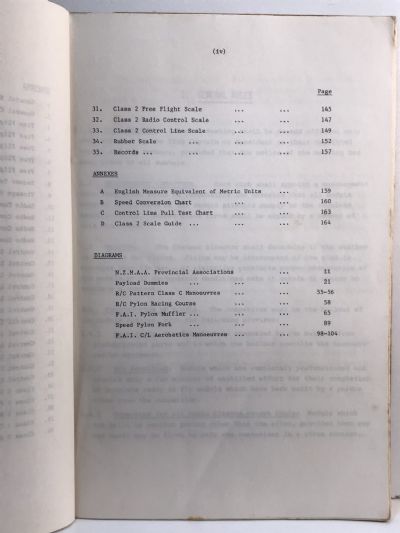 (iv)
Page
31. Class 2 Free Flight Scale ... ... 145
32. Class 2 Radio Control Scale ... ... 147
33. Class 2 Control Line Scale ... ... 149
34. Rubber Scale ... ... 152
35. Records ... ... ... 157
ANNEXES
A English Measure Equivalent of Metric Units ... 159
B Speed Conversion Chart ... ... 160
C Control Line Pull Test Chart ... 163
D Class 2 Scale Guide ... ... ... 164
DIAGRAMS
N.Z.M.A.A. Provincial Associations ... 11
Payload Dummies ... ... 21
R/C Pattern Class C Manoeuvres ... 55-56
R/C Pylon Racing Course ... 58
F.A.I. Pylon Muffler ... ... 65
Speed Pylon Fork ... ... 89
F.A.I. C/L Aerobatics Manoeuvres ... 98-104